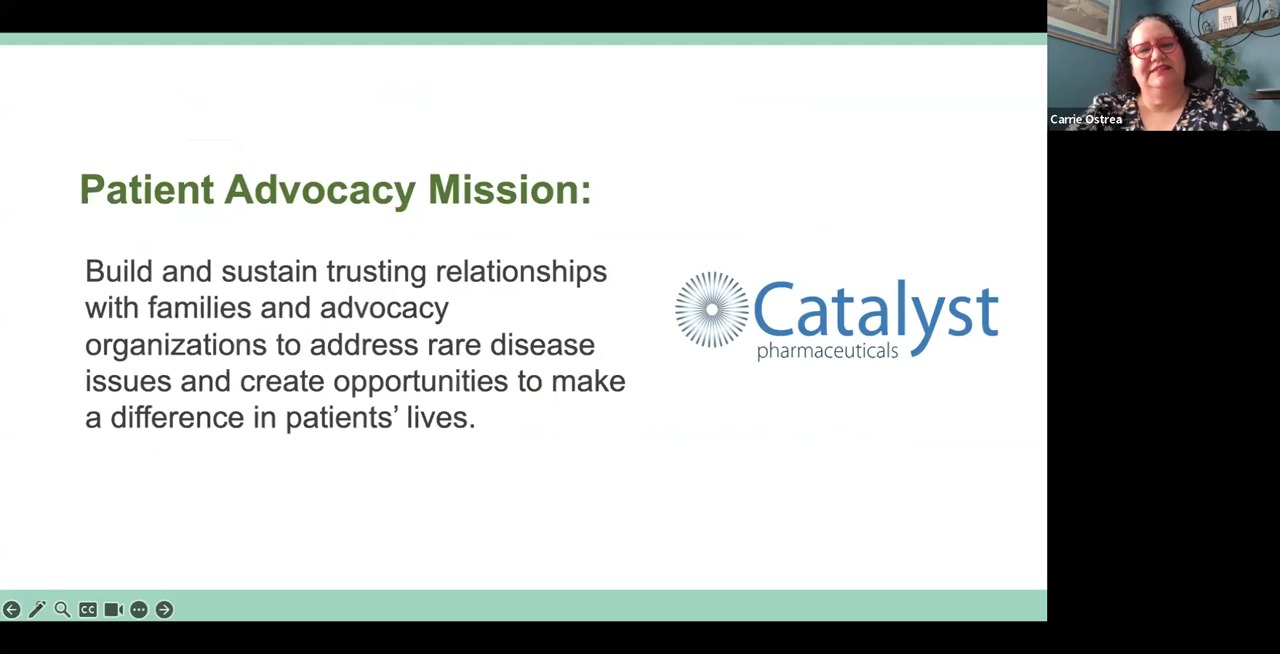 Patient Advocacy Mission:
Build and sustain trusting relationships
with families and advocacy
organizations to address rare disease
issues and create opportunities to make
a difference in patients’ lives.
Catalyst
pharmaceuticals
Carrie Ostrea
CC